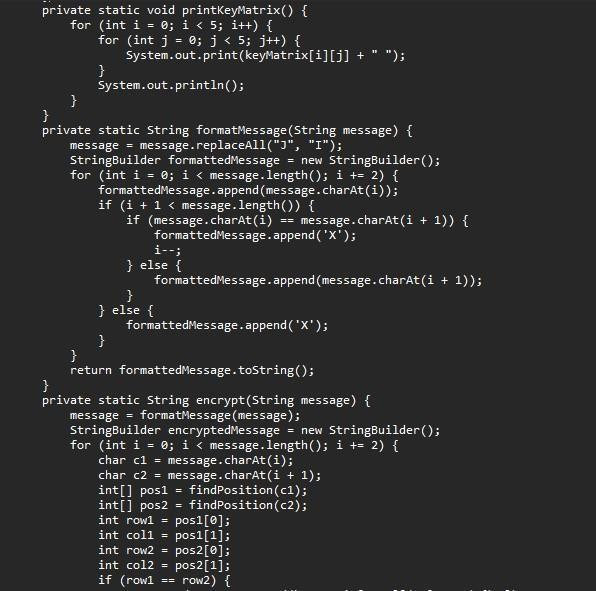 private static void printKeyMatrix() {
for (int i = 0; i < 5; i++) {
for (int j = 0; j < 5; j++) {
System.out.print(keyMatrix[i][j] + " ");
}
System.out.println();
}
}
private static String formatMessage(String message) {
message = message.replaceAll("J", "I");
StringBuilder formattedMessage = new StringBuilder();
for (int i = 0; i < message.length(); i += 2) {
formattedMessage.append(message.charAt(i));
if (i + 1 < message.length()) {
if (message.charAt(i) == message.charAt(i + 1)) {
formattedMessage.append('X');
i--;
} else {
formattedMessage.append(message.charAt(i + 1));
}
} else {
formattedMessage.append('X');
}
}
return formattedMessage.toString();
}
private static String encrypt(String message) {
message = formatMessage(message);
StringBuilder encryptedMessage = new StringBuilder();
for (int i = 0; i < message.length(); i += 2) {
char c1 = message.charAt(i);
char c2 = message.charAt(i + 1);
int[] pos1 = findPosition(c1);
int[] pos2 = findPosition(c2);
int row1 = pos1[0];
int col1 = pos1[1];
int row2 = pos2[0];
int col2 = pos2[1];
if (row1 == row2) {